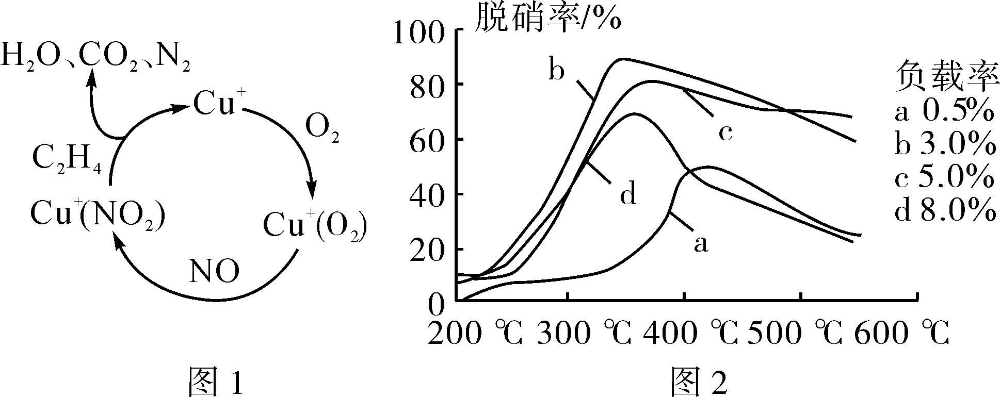 H₂O、CO₂、N₂
Cu⁺
O₂
C₂H₄
Cu⁺(NO₂)
Cu⁺(O₂)
NO
图 1
脱硝率/%
100
80
60
40
20
0
200 ℃ 300 ℃ 400 ℃ 500 ℃ 600 ℃
b
c
d
a
负载率
a 0.5%
b 3.0%
c 5.0%
d 8.0%
图 2